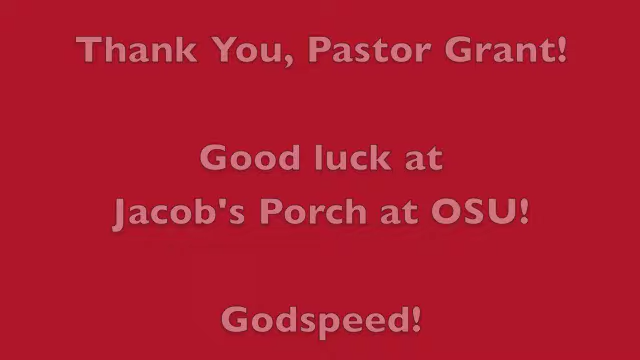 Thank You, Pastor Grant!
Good luck at
Jacob's Porch at OSU!
Godspeed!